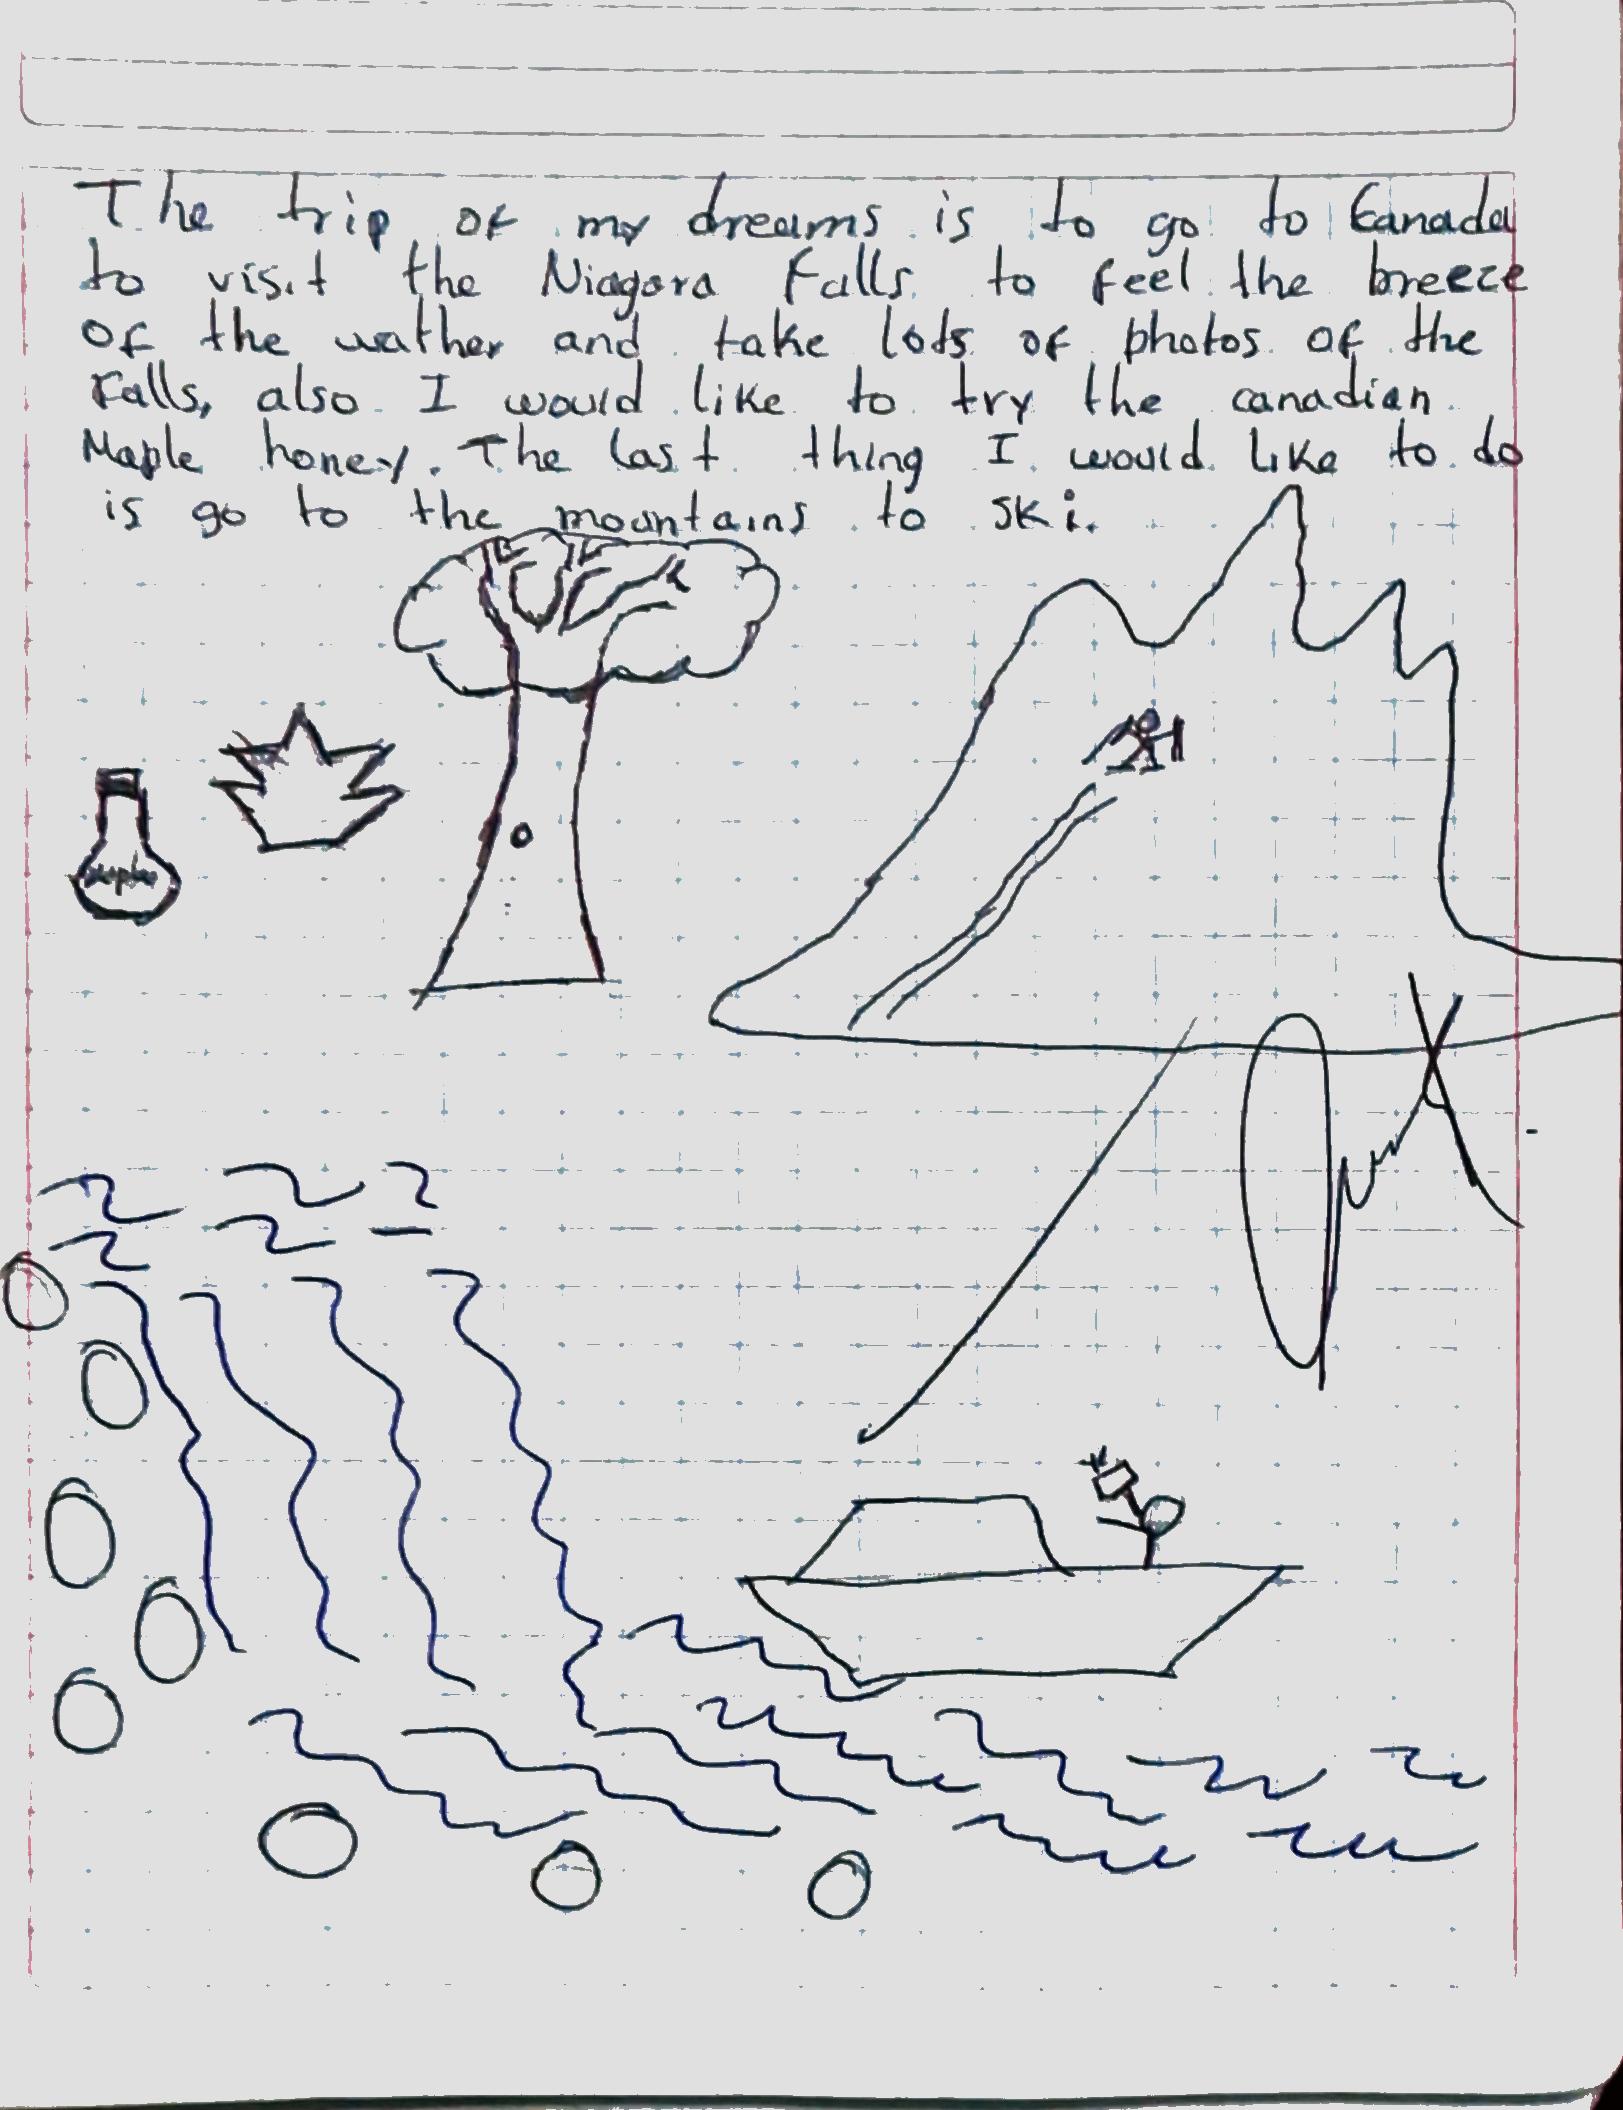 The trip of my dreams is to go to Canada
to visit the Niagara Falls to feel the breeze
of the wather and take lots of photos of the
Falls, also I would like to try the canadian
Maple honey. The last thing I would like to do
is go to the mountains to ski.